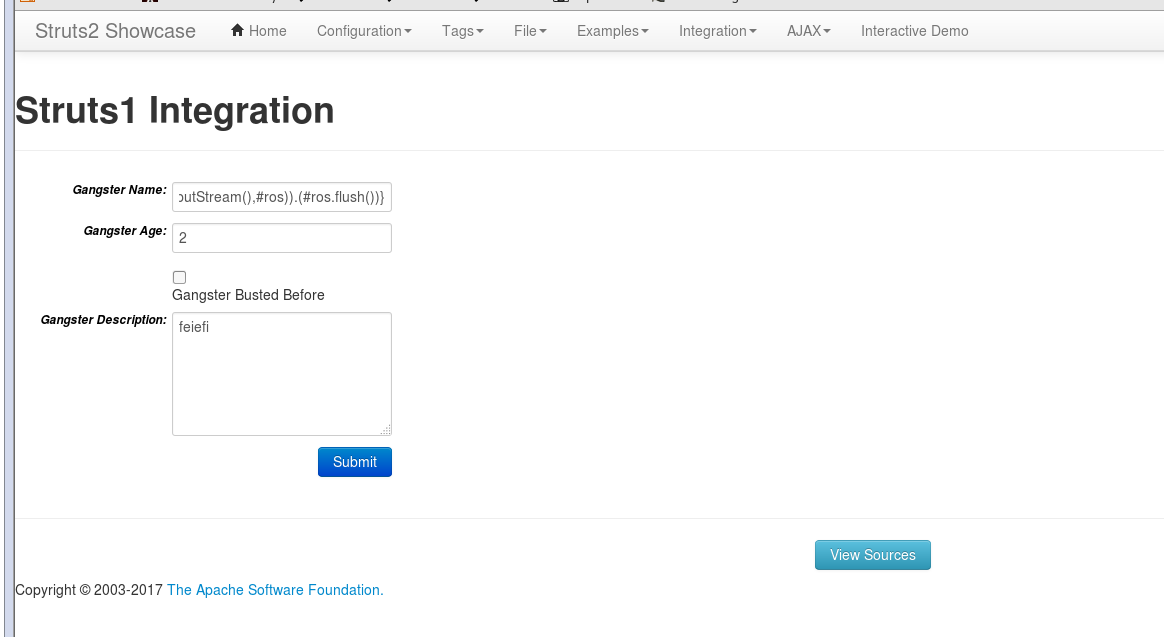 Struts2 Showcase Home Configuration Tags File Examples Integration AJAX Interactive Demo
Struts1 Integration
Gangster Name: outStream(),#ros)).(#ros.flush())}
Gangster Age: 2
Gangster Busted Before
Gangster Description: feiefi
Submit
View Sources
Copyright © 2003-2017 The Apache Software Foundation.